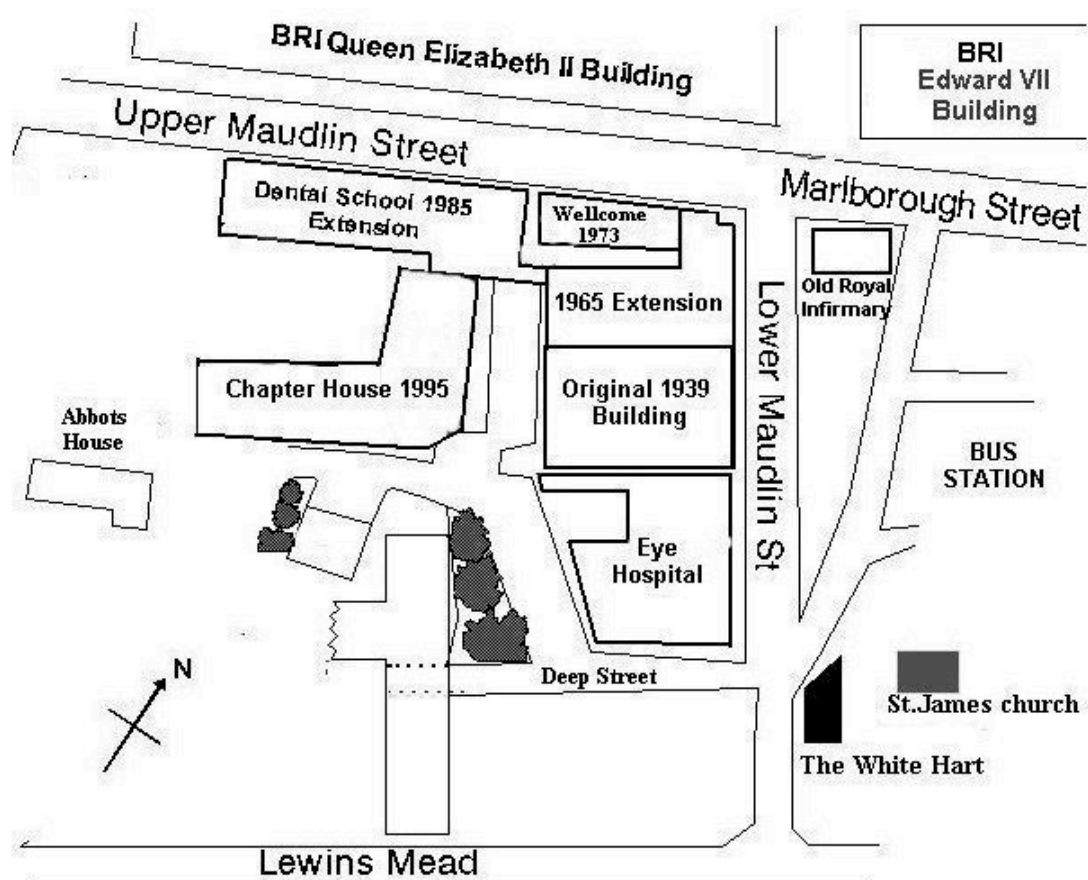 BRI Queen Elizabeth II Building
BRI
Edward VII
Building
Upper Maudlin Street
Marlborough Street
Dental School 1985
Extension
Wellcome
1973
Old Royal
Infirmary
1965 Extension
Lower Maudlin St
Chapter House 1995
Original 1939
Building
Abbots
House
BUS
STATION
Eye
Hospital
N
Deep Street
St.James church
The White Hart
Lewins Mead